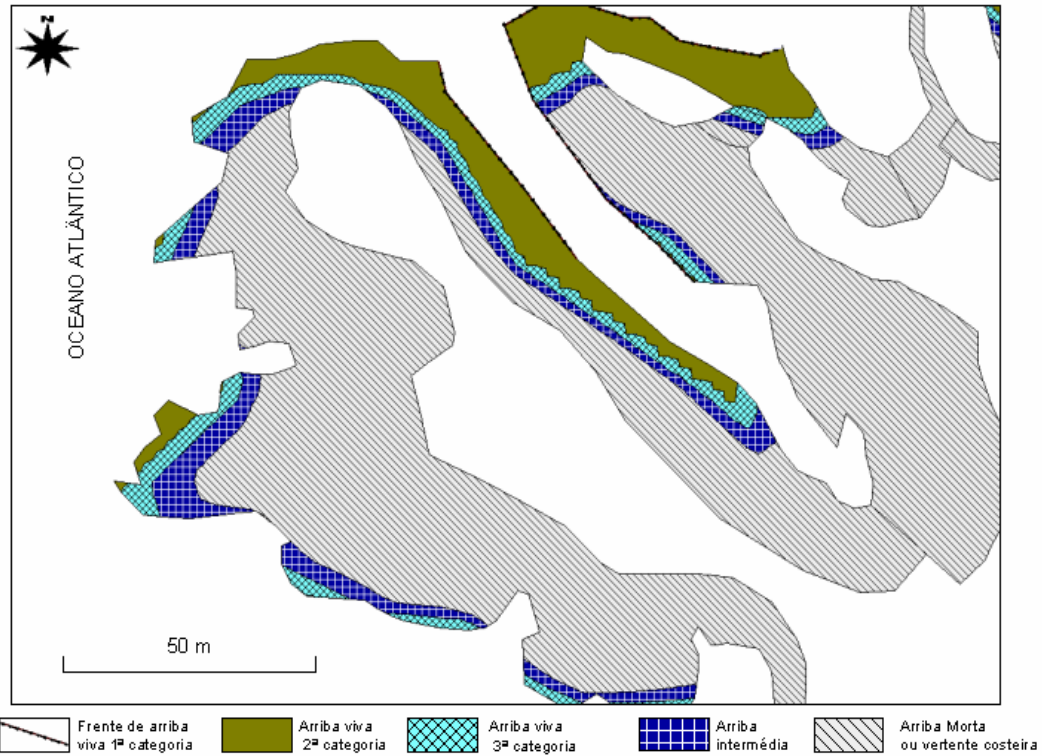 N
OCEANO ATLÂNTICO
50 m
Frente de arriba
viva 1ª categoria
Arriba viva
2ª categoria
Arriba viva
3ª categoria
Arriba
intermédia
Arriba Morta
ou vertente costeira